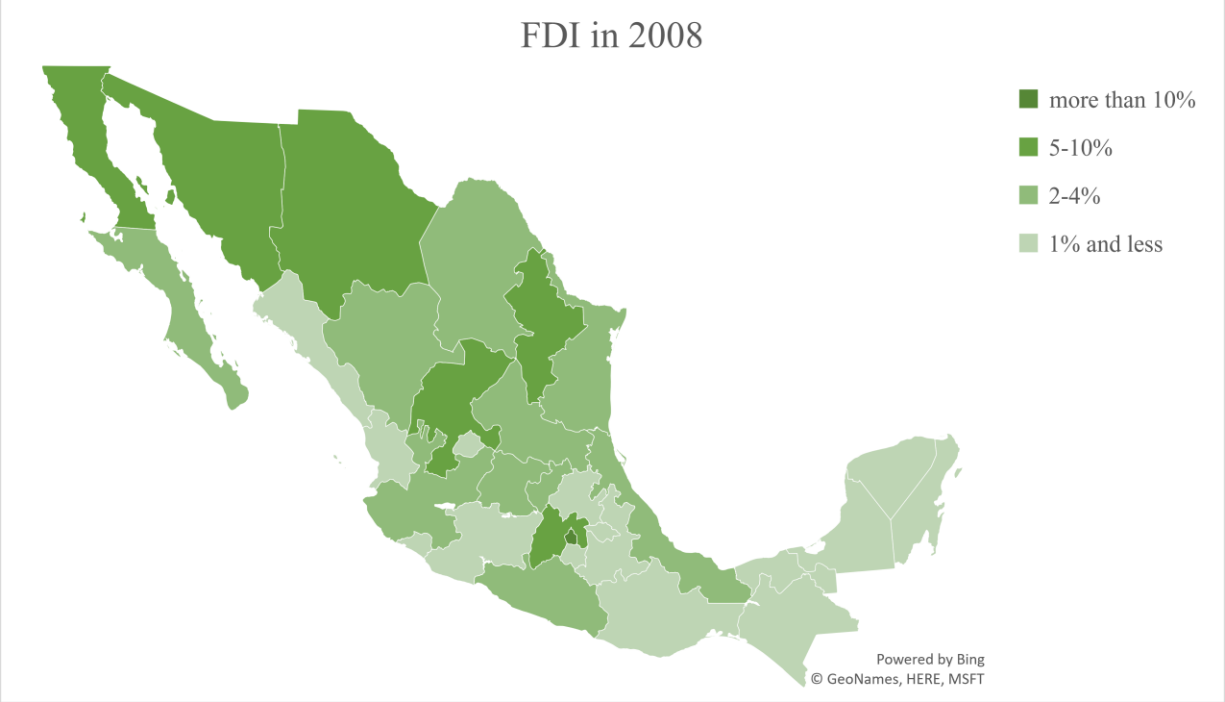 FDI in 2008
more than 10%
5-10%
2-4%
1% and less
Powered by Bing
© GeoNames, HERE, MSFT